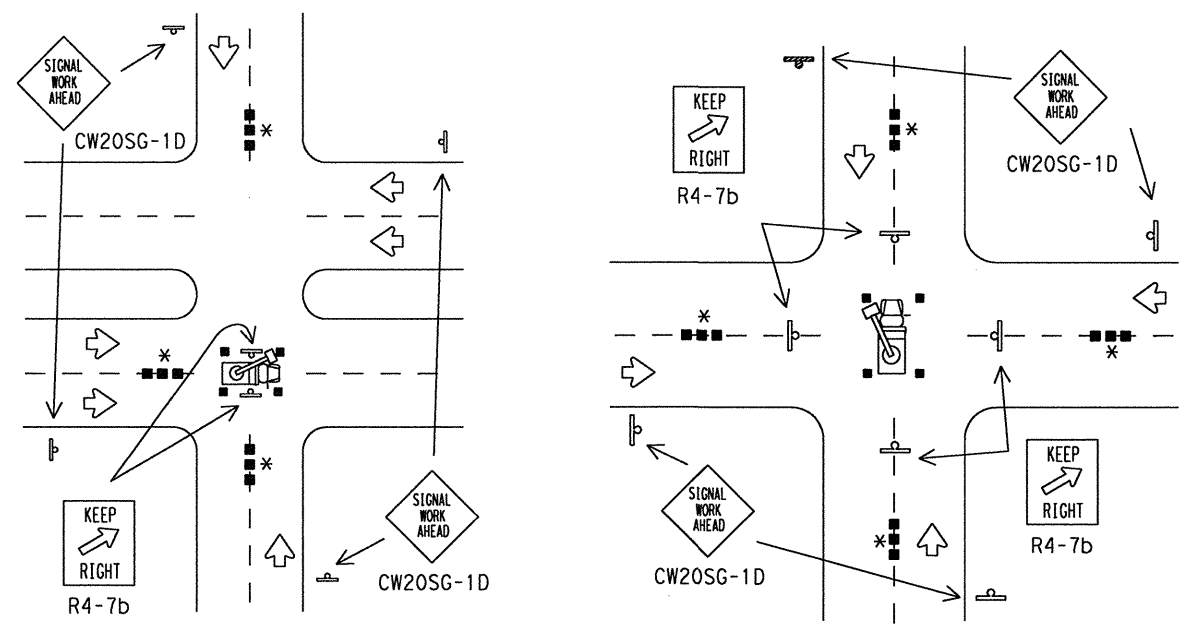 SIGNAL
WORK
AHEAD
CW20SG-1D
*
*
*
KEEP
RIGHT
R4-7b
SIGNAL
WORK
AHEAD
CW20SG-1D
KEEP
RIGHT
R4-7b
*
SIGNAL
WORK
AHEAD
CW20SG-1D
*
*
SIGNAL
WORK
AHEAD
CW20SG-1D
*
KEEP
RIGHT
R4-7b